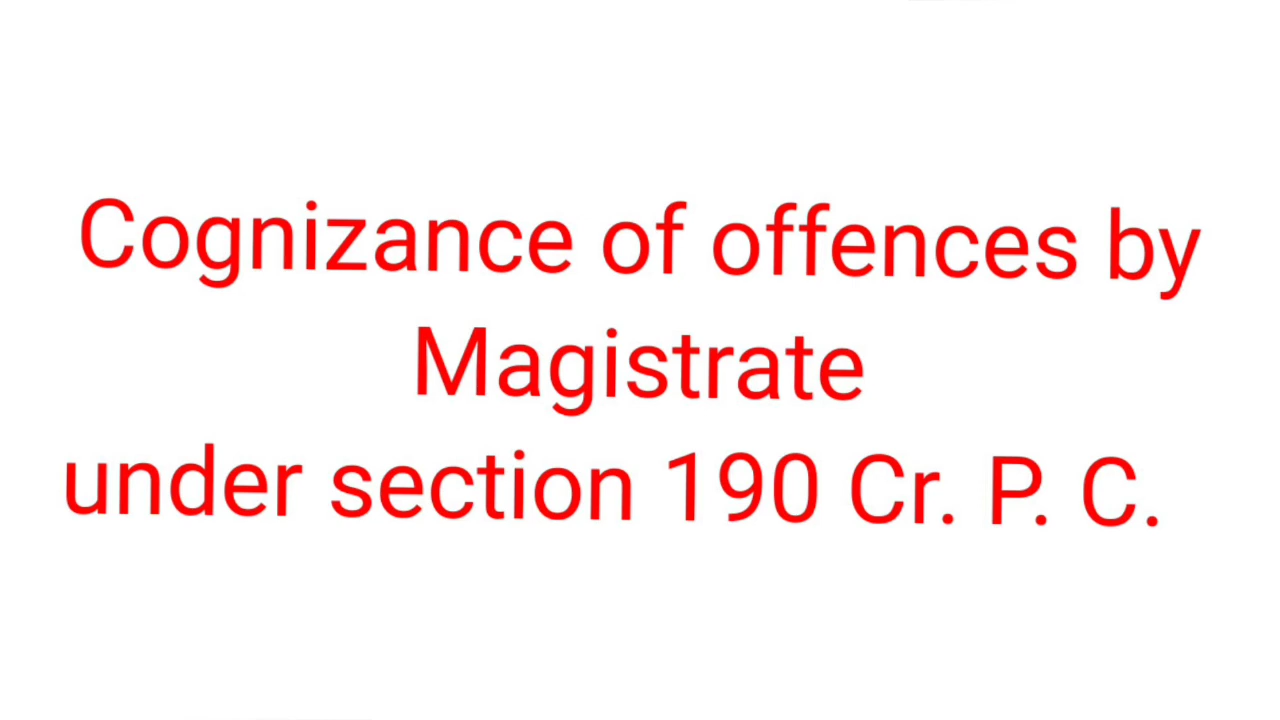 Cognizance of offences by
Magistrate
under section 190 Cr. P. C.